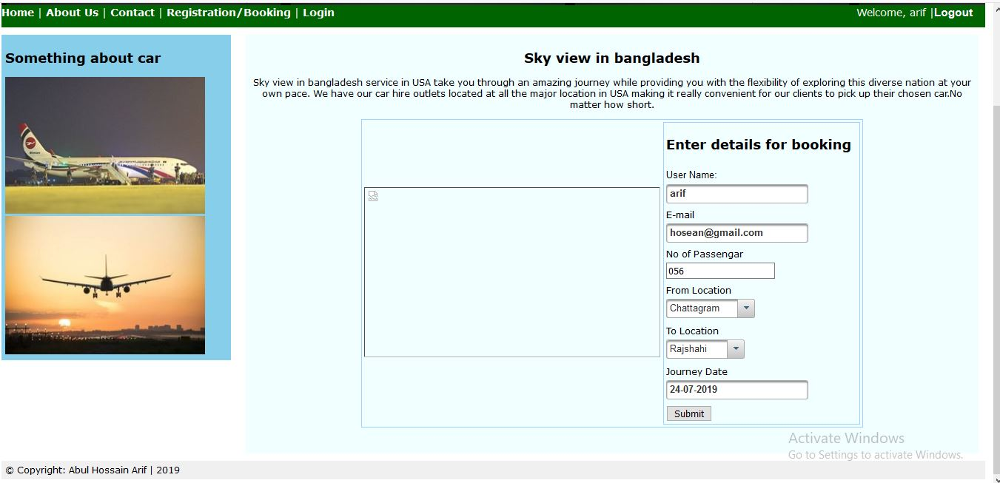 Home | About Us | Contact | Registration/Booking | Login
Welcome, arif |Logout
Something about car
Sky view in bangladesh
Sky view in bangladesh service in USA take you through an amazing journey while providing you with the flexibility of exploring this diverse nation at your
own pace. We have our car hire outlets located at all the major location in USA making it really convenient for our clients to pick up their chosen car.No
matter how short.
Enter details for booking
User Name:
arif
E-mail
hosean@gmail.com
No of Passengar
056
From Location
Chattagram
To Location
Rajshahi
Journey Date
24-07-2019
Submit
Activate Windows
Go to Settings to activate Windows.
© Copyright: Abul Hossain Arif | 2019